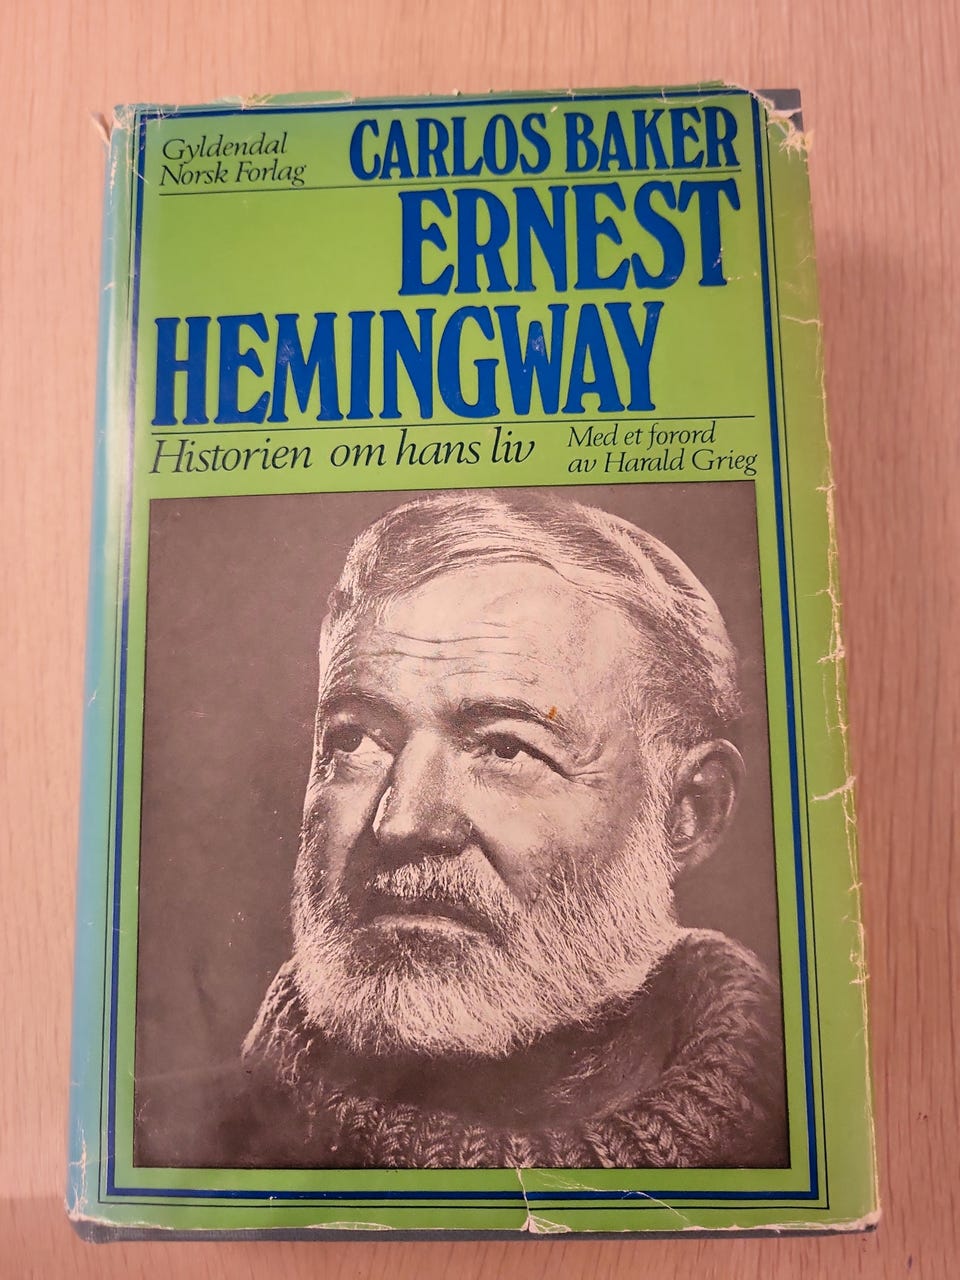 Gyldendal
Norsk Forlag
CARLOS BAKER
ERNEST
HEMINGWAY
Historien om hans liv
Med et forord
av Harald Grieg